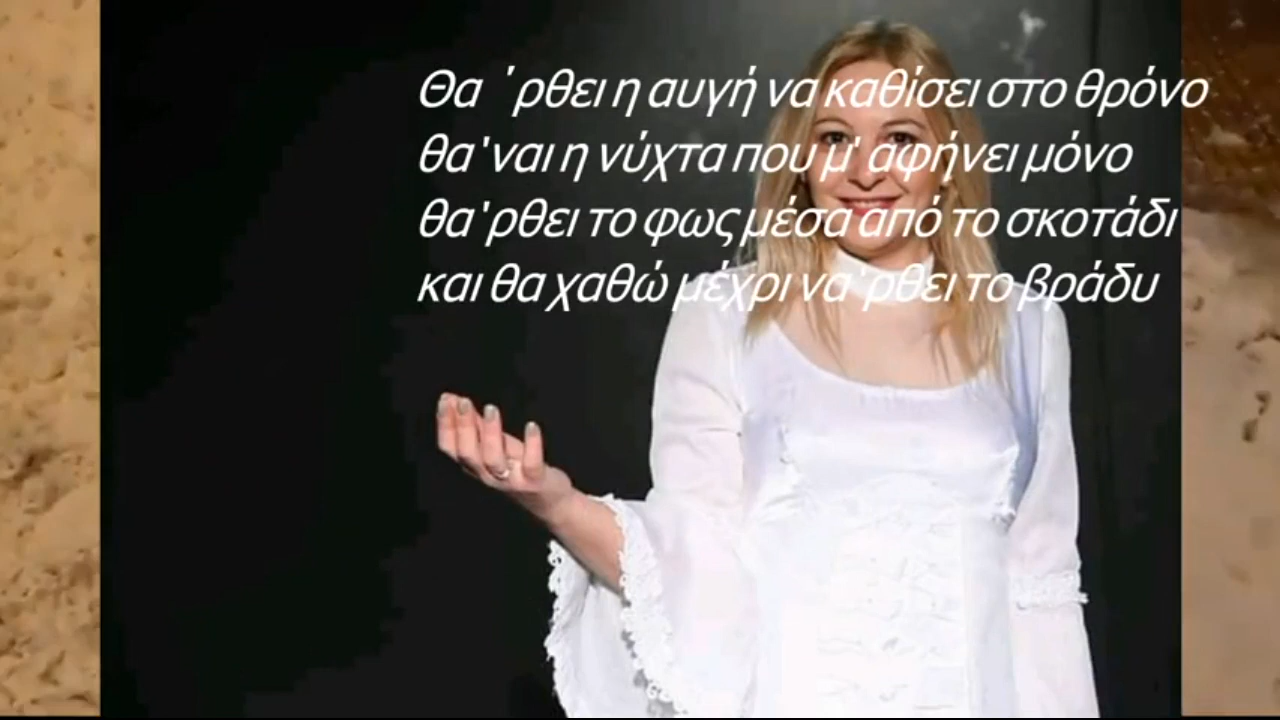 Θα ΄ρθει η αυγή να καθίσει στο θρόνο
θα'ναι η νύχτα που μ' αφήνει μόνο
θα'ρθει το φως μέσα από το σκοτάδι
και θα χαθώ μέχρι να'ρθει το βράδυ